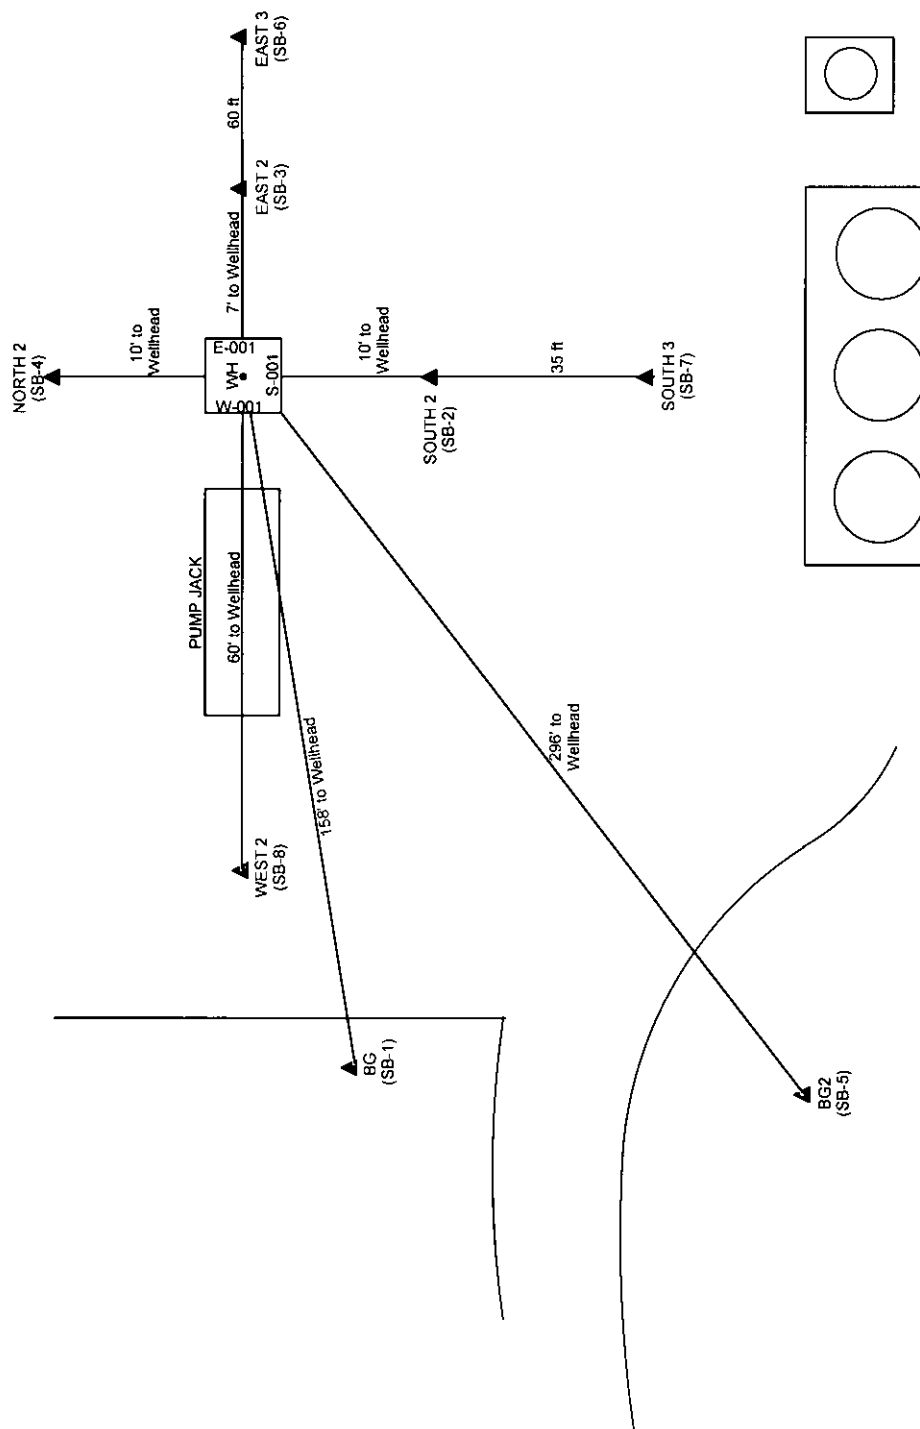 EAST 3
(SB-6)
60 ft
EAST 2
(SB-3)
7' to Wellhead
NORTH 2
(SB-4)
10' to
Wellhead
E-001
WH
W-001
S-001
10' to
Wellhead
SOUTH 2
(SB-2)
35 ft
SOUTH 3
(SB-7)
PUMP JACK
60' to Wellhead
WEST 2
(SB-8)
158' to Wellhead
BG
(SB-1)
296' to
Wellhead
BG2
(SB-5)